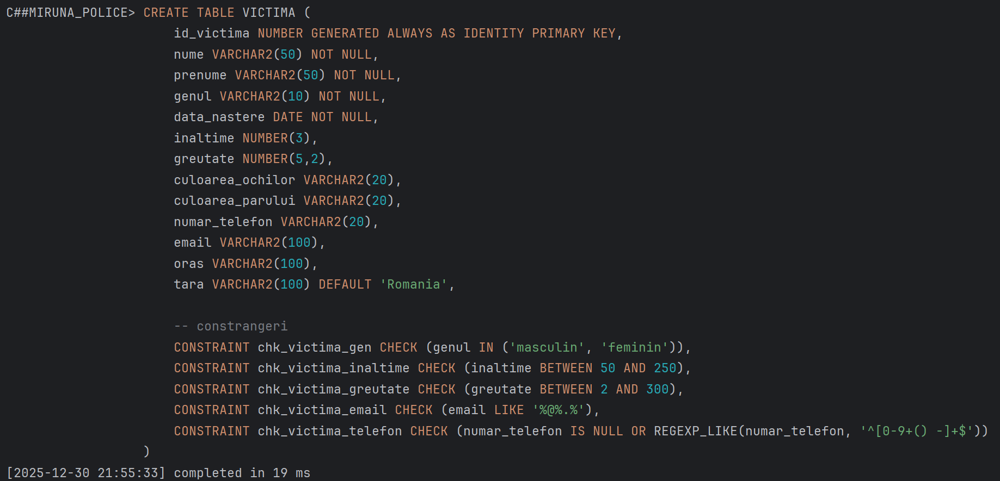 C##MIRUNA_POLICE> CREATE TABLE VICTIMA (
id_victima NUMBER GENERATED ALWAYS AS IDENTITY PRIMARY KEY,
nume VARCHAR2(50) NOT NULL,
prenume VARCHAR2(50) NOT NULL,
genul VARCHAR2(10) NOT NULL,
data_nastere DATE NOT NULL,
inaltime NUMBER(3),
greutate NUMBER(5,2),
culoarea_ochilor VARCHAR2(20),
culoarea_parului VARCHAR2(20),
numar_telefon VARCHAR2(20),
email VARCHAR2(100),
oras VARCHAR2(100),
tara VARCHAR2(100) DEFAULT 'Romania',
-- constrangeri
CONSTRAINT chk_victima_gen CHECK (genul IN ('masculin', 'feminin')),
CONSTRAINT chk_victima_inaltime CHECK (inaltime BETWEEN 50 AND 250),
CONSTRAINT chk_victima_greutate CHECK (greutate BETWEEN 2 AND 300),
CONSTRAINT chk_victima_email CHECK (email LIKE '%@%.%'),
CONSTRAINT chk_victima_telefon CHECK (numar_telefon IS NULL OR REGEXP_LIKE(numar_telefon, '^[0-9+() -]+$'))
)
[2025-12-30 21:55:33] completed in 19 ms